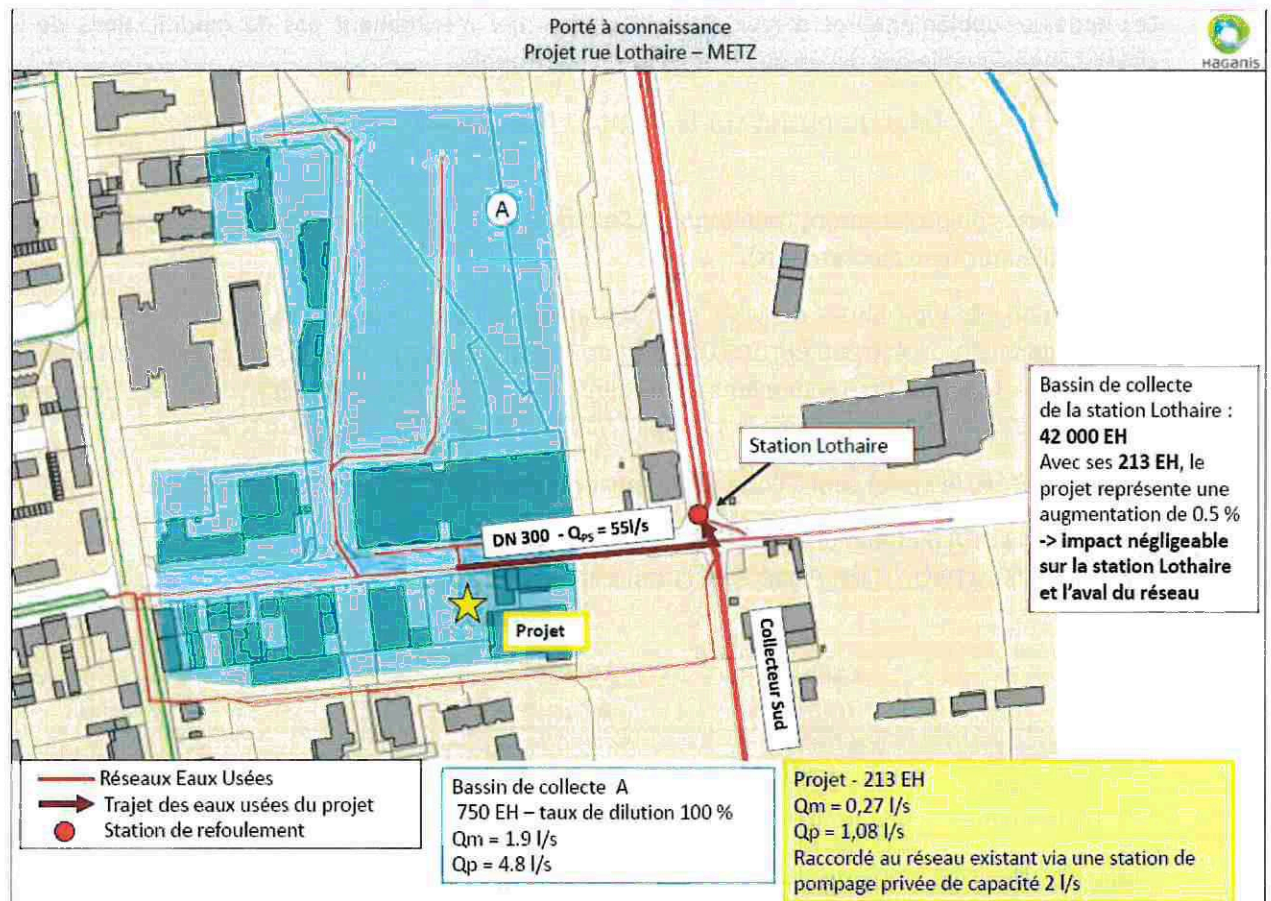 Porté à connaissance
Projet rue Lothaire – METZ
HAGANIS
A
Station Lothaire
DN 300 - Qps = 55l/s
Projet
Collecteur Sud
Bassin de collecte
de la station Lothaire :
42 000 EH
Avec ses 213 EH, le
projet représente une
augmentation de 0.5 %
-> impact négligeable
sur la station Lothaire
et l'aval du réseau
Réseaux Eaux Usées
Trajet des eaux usées du projet
Station de refoulement
Bassin de collecte A
750 EH – taux de dilution 100 %
Qm = 1.9 l/s
Qp = 4.8 l/s
Projet - 213 EH
Qm = 0,27 l/s
Qp = 1,08 l/s
Raccordé au réseau existant via une station de
pompage privée de capacité 2 l/s